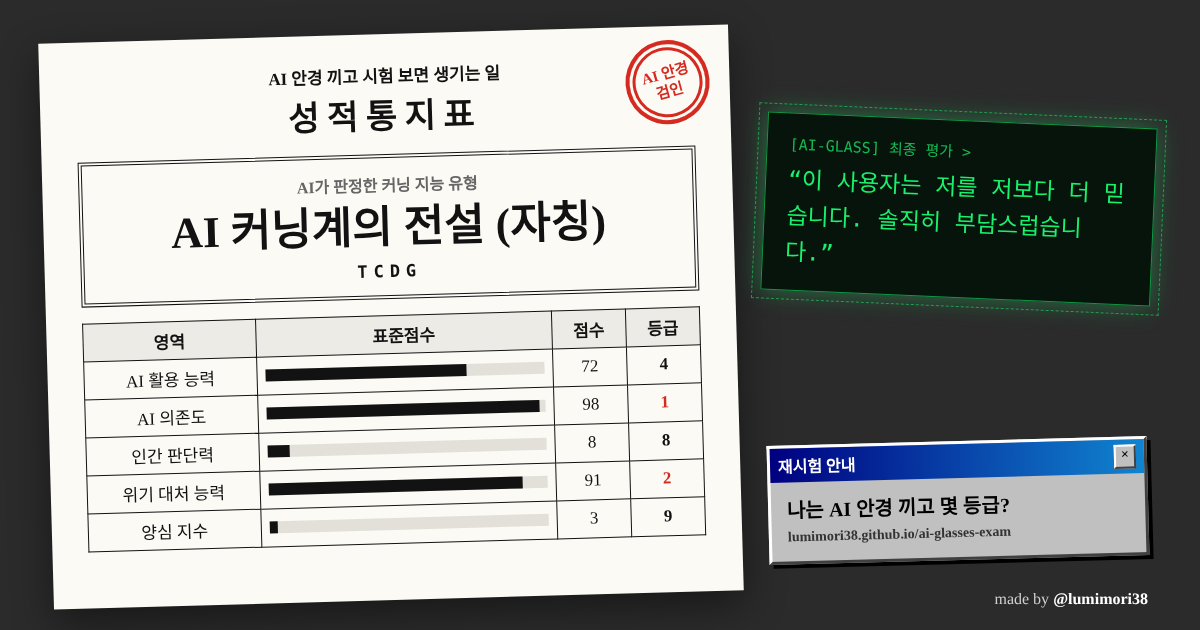 AI 안경 끼고 시험 보면 생기는 일
성적통지표
AI 안경
검인
AI가 판정한 커닝 지능 유형
AI 커닝계의 전설 (자칭)
TCDG
영역 표준점수 점수 등급
AI 활용 능력 72 4
AI 의존도 98 1
인간 판단력 8 8
위기 대처 능력 91 2
양심 지수 3 9
[AI-GLASS] 최종 평가 >
“이 사용자는 저를 저보다 더 믿
습니다. 솔직히 부담스럽습니
다.”
재시험 안내 ×
나는 AI 안경 끼고 몇 등급?
lumimori38.github.io/ai-glasses-exam
made by @lumimori38